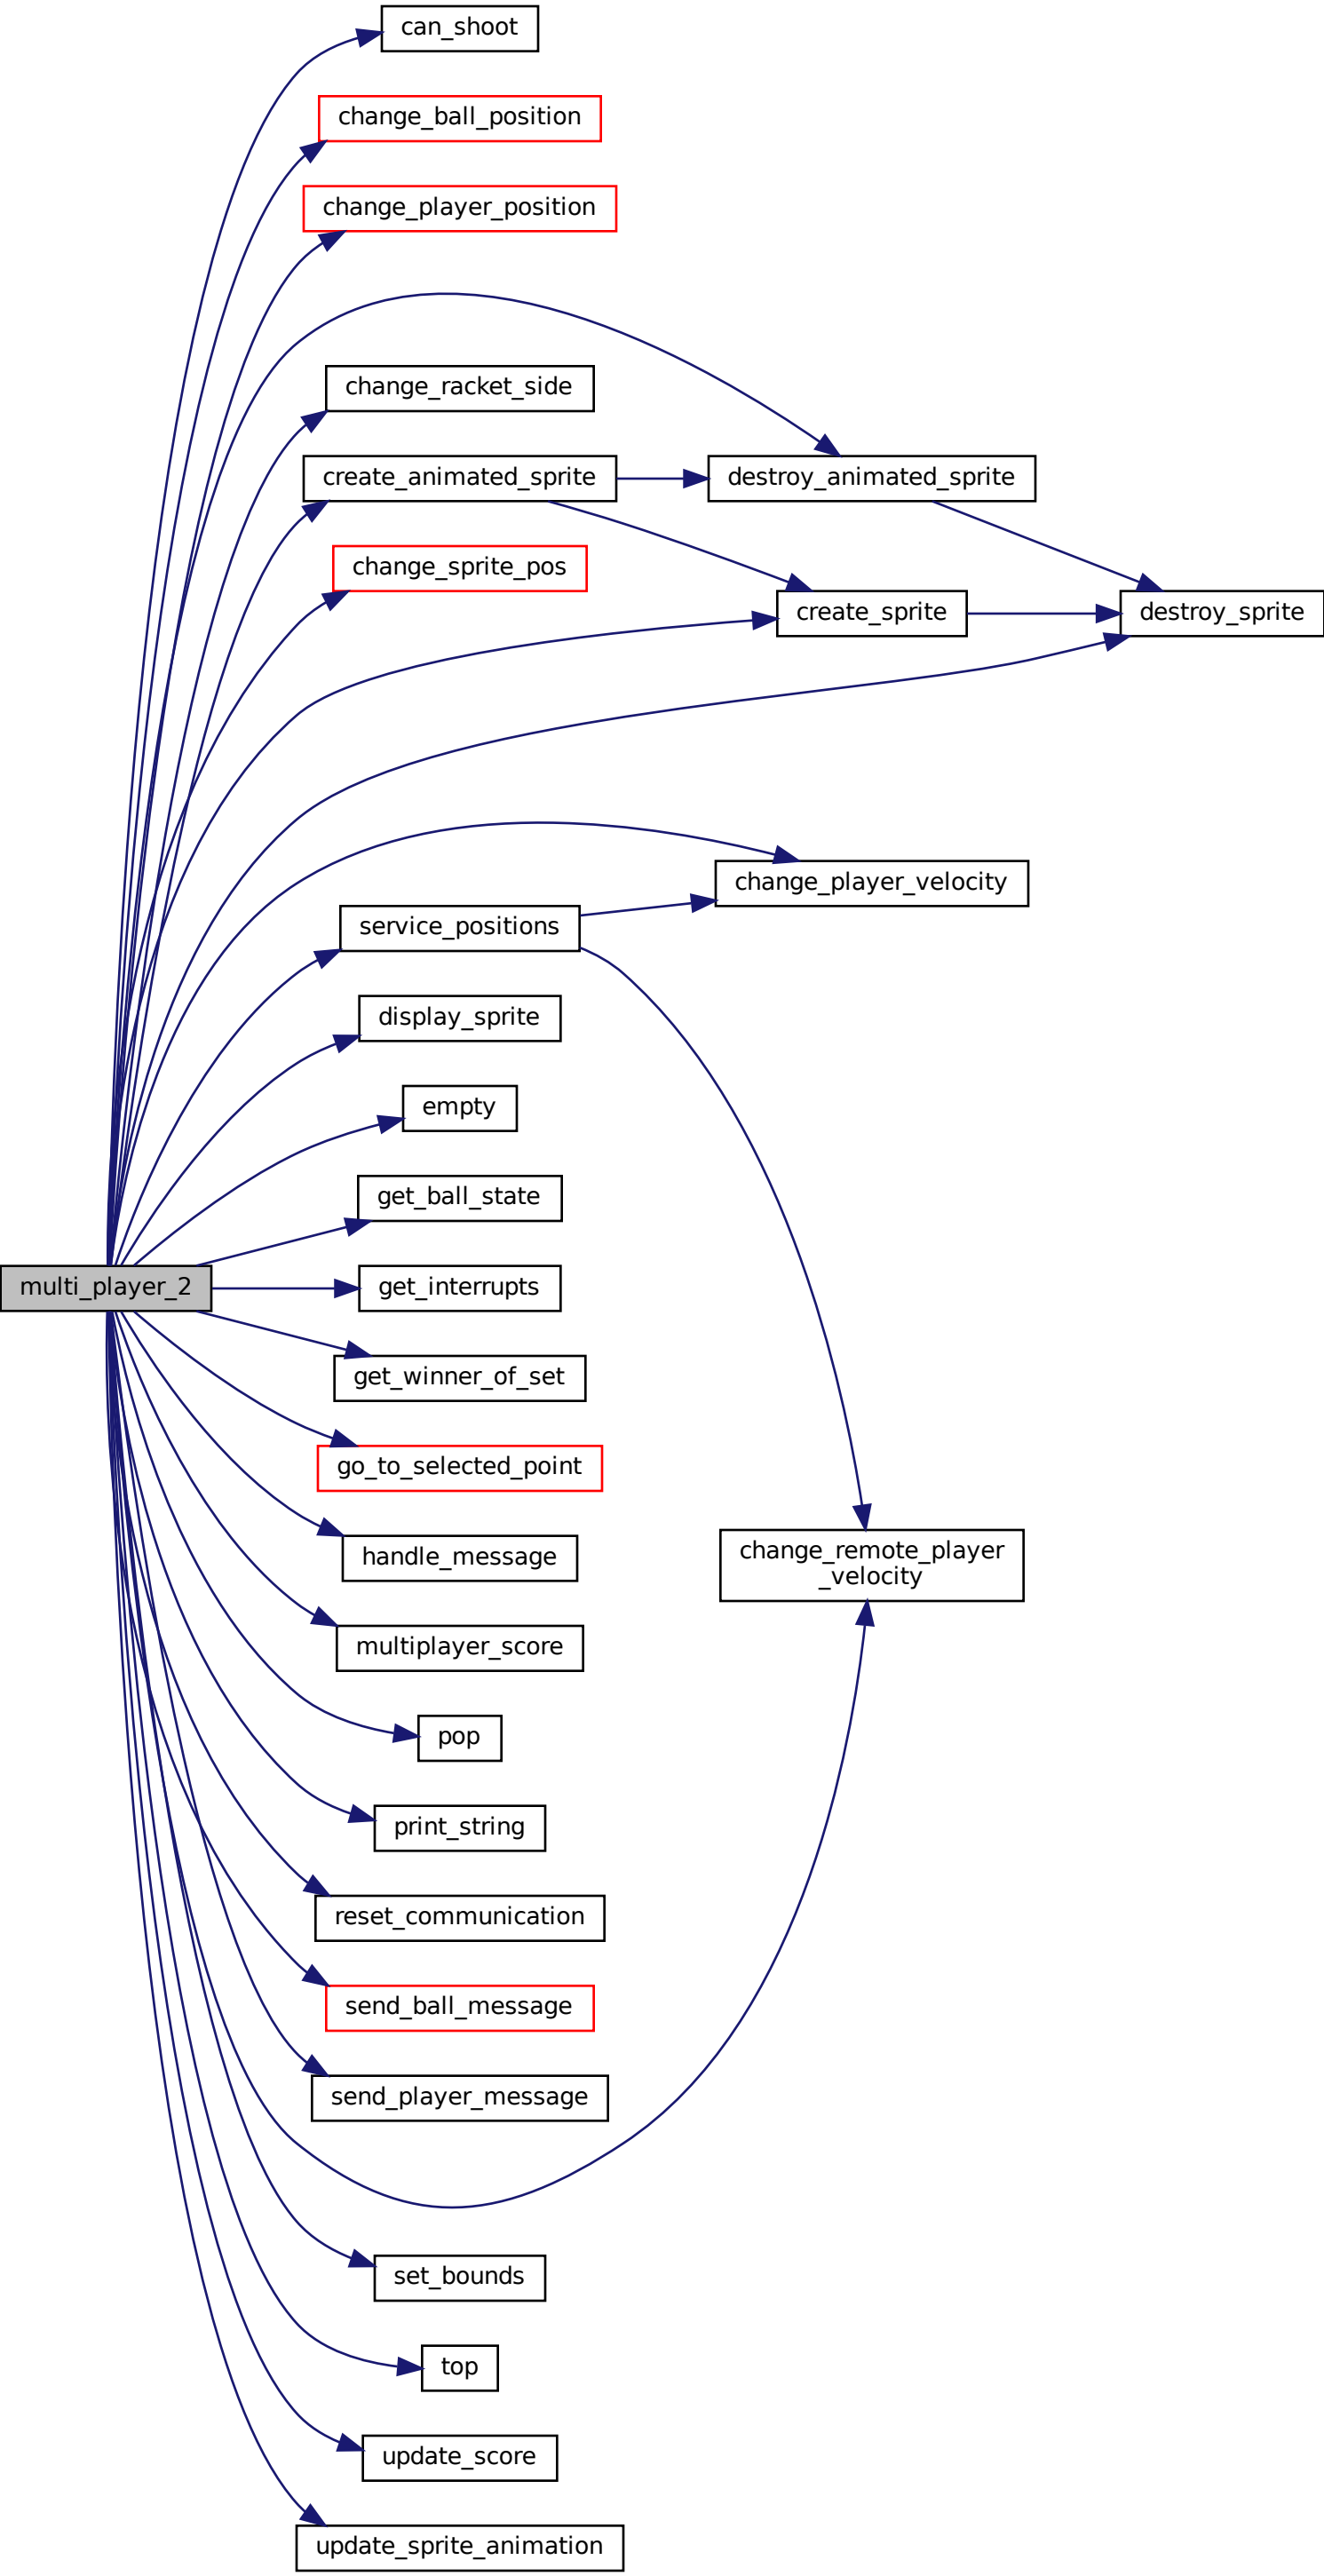 can_shoot
change_ball_position
change_player_position
change_racket_side
create_animated_sprite
destroy_animated_sprite
change_sprite_pos
create_sprite
destroy_sprite
change_player_velocity
service_positions
display_sprite
empty
get_ball_state
multi_player_2
get_interrupts
get_winner_of_set
go_to_selected_point
handle_message
change_remote_player
_velocity
multiplayer_score
pop
print_string
reset_communication
send_ball_message
send_player_message
set_bounds
top
update_score
update_sprite_animation